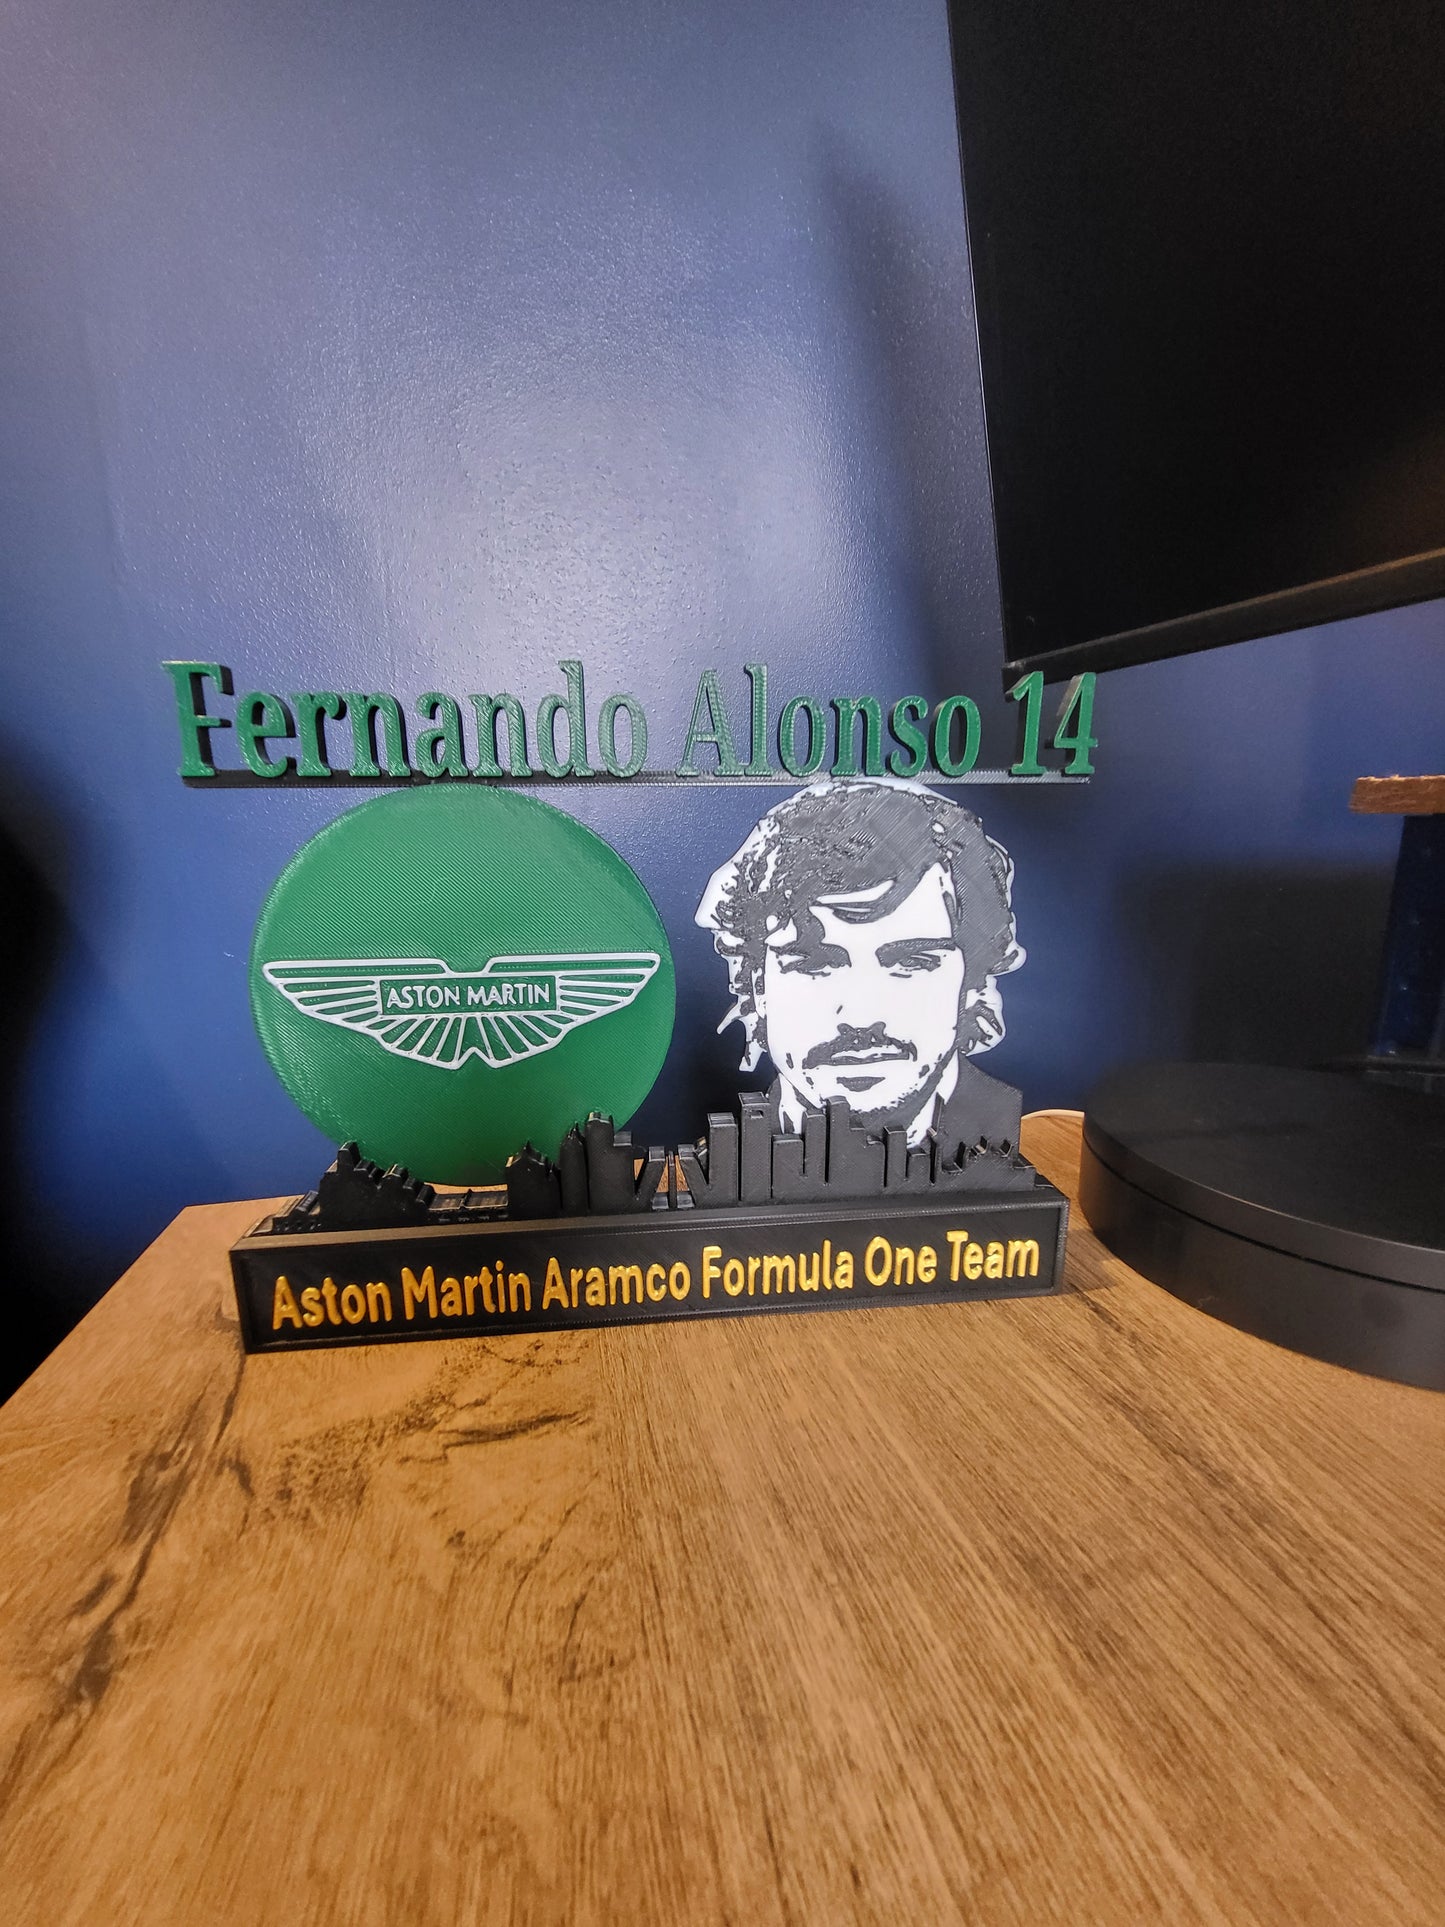 Fernando Alonso 14
ASTON MARTIN
Aston Martin Aramco Formula One Team